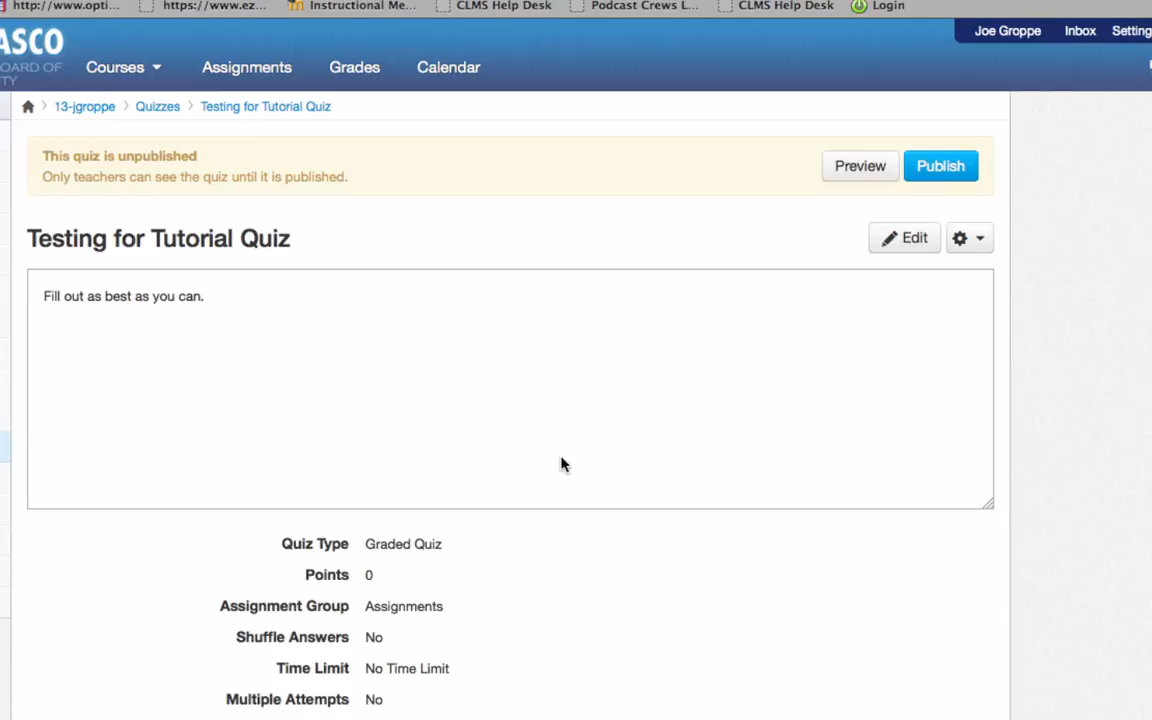 http://www.opti... https://www.ez... Instructional Me... CLMS Help Desk Podcast Crews L... CLMS Help Desk Login
ASCO
OARD OF
TY
Joe Groppe Inbox Setting
Courses Assignments Grades Calendar
13-jgroppe Quizzes Testing for Tutorial Quiz
This quiz is unpublished
Only teachers can see the quiz until it is published.
Preview Publish
Testing for Tutorial Quiz
Edit
Fill out as best as you can.
Quiz Type Graded Quiz
Points 0
Assignment Group Assignments
Shuffle Answers No
Time Limit No Time Limit
Multiple Attempts No